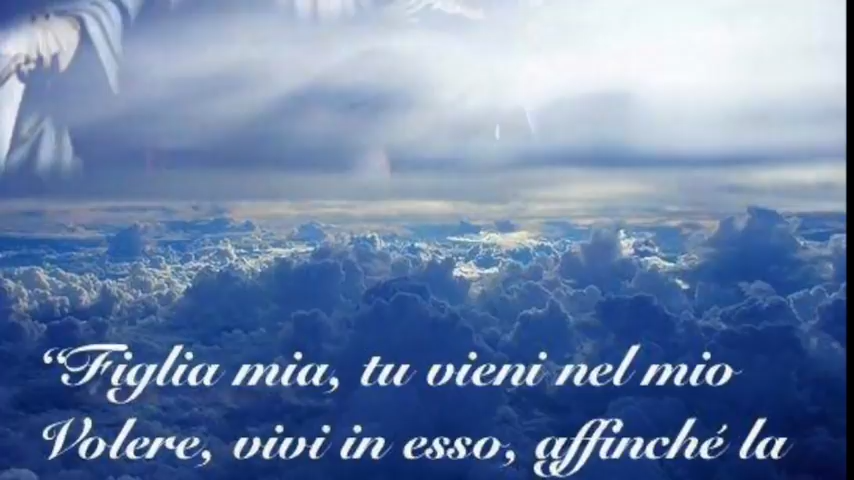 “Figlia mia, tu vieni nel mio
Volere, vivi in esso, affinché la